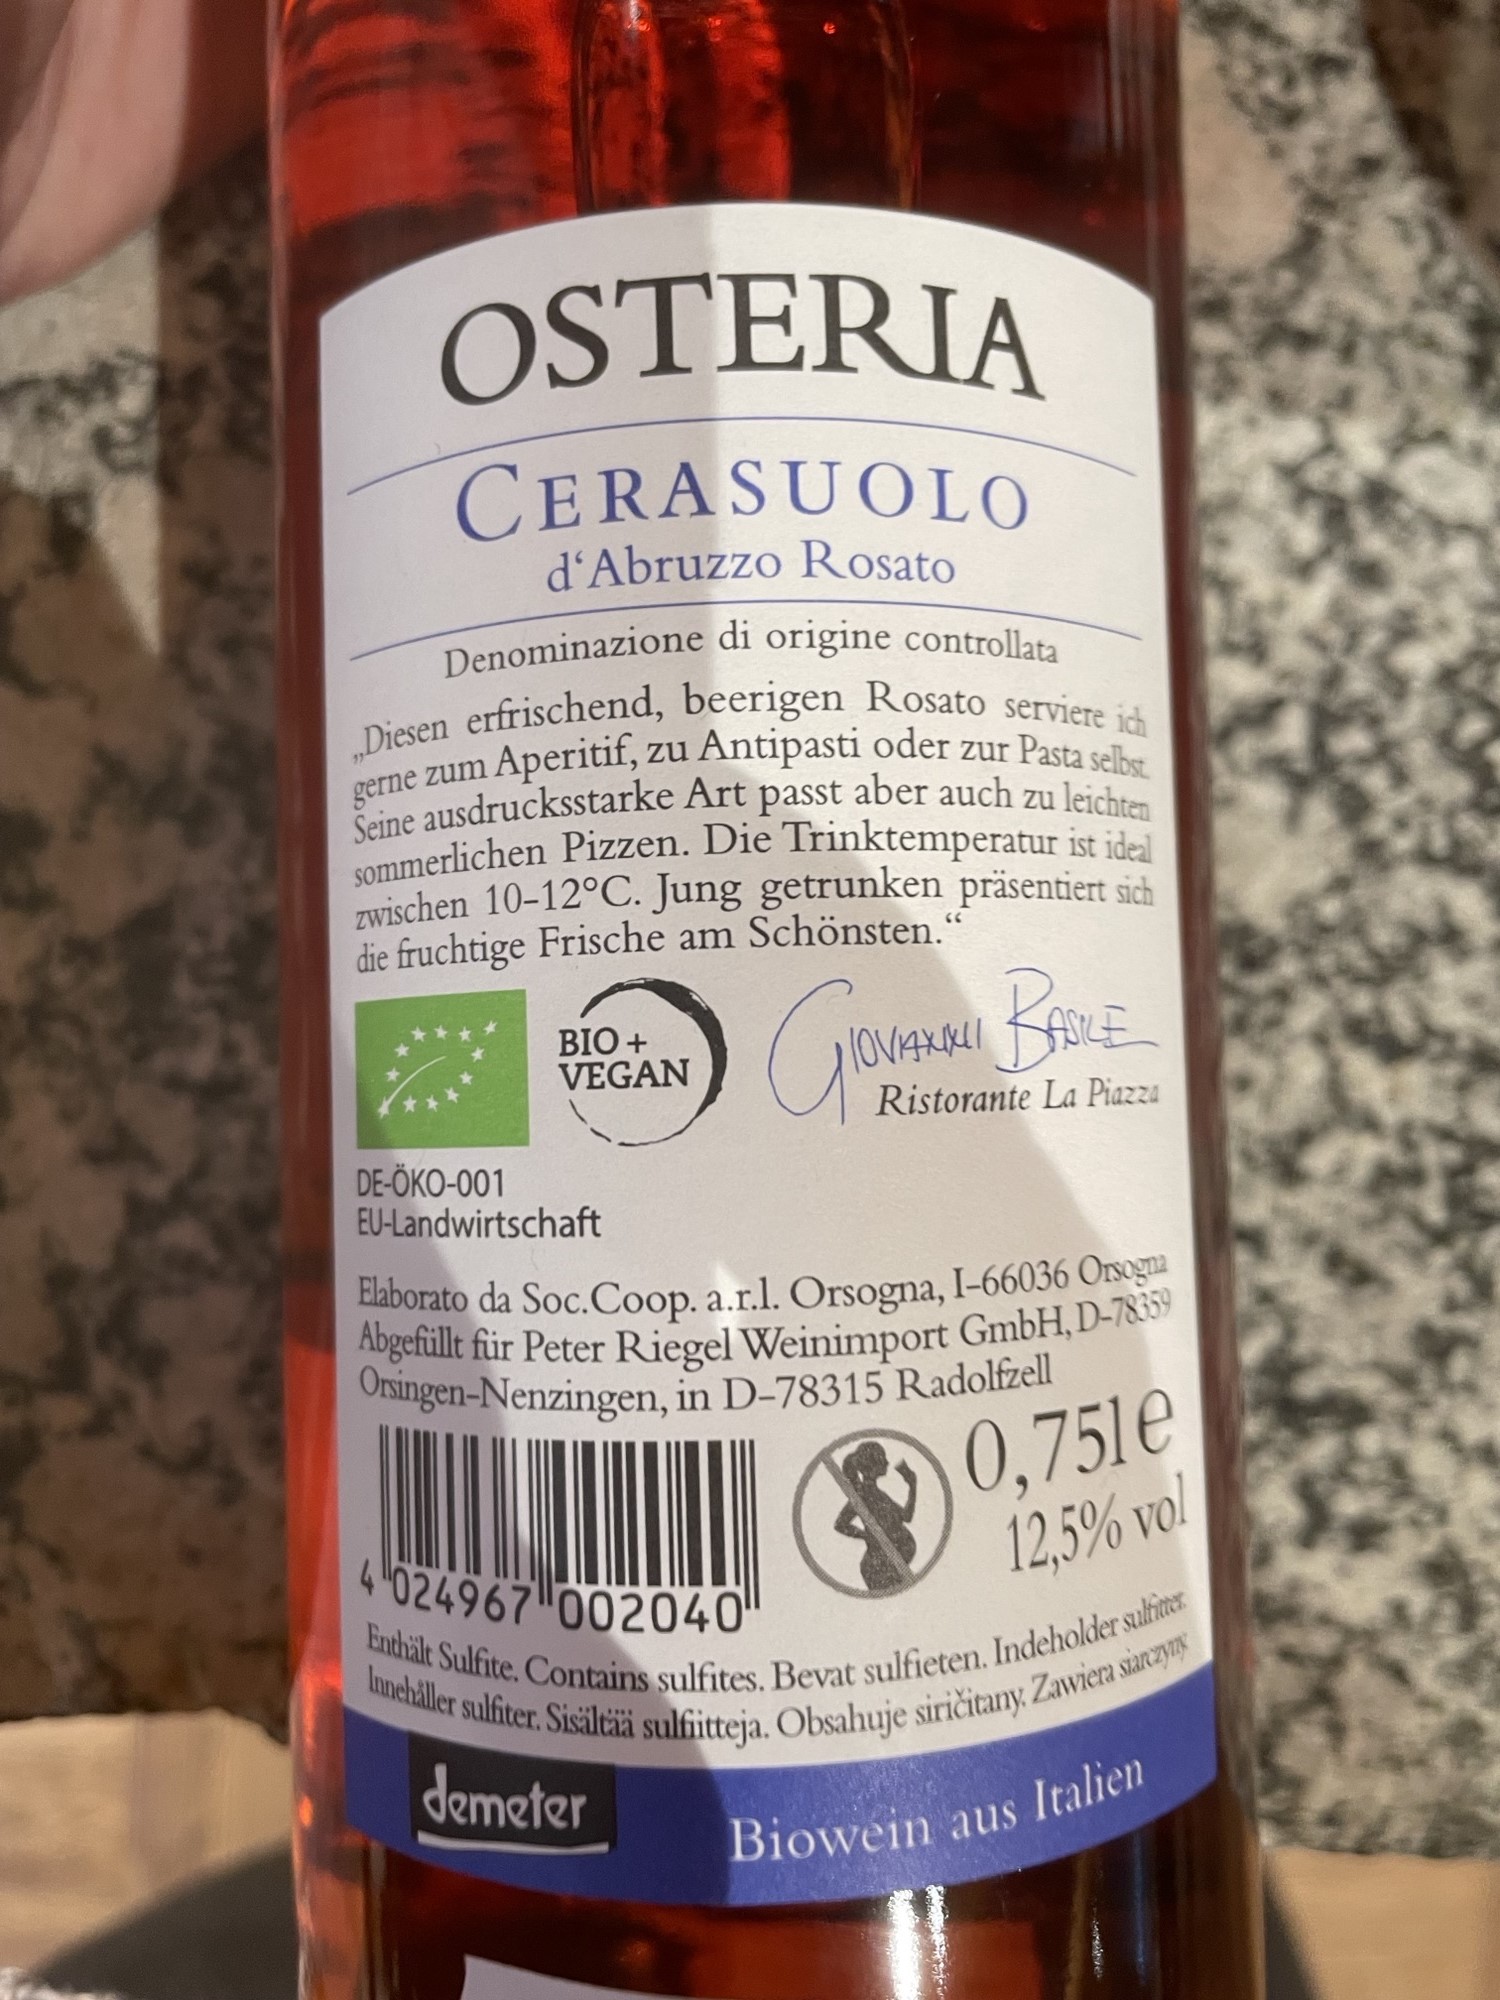 OSTERIA
CERASUOLO
d‘Abruzzo Rosato
Denominazione di origine controllata
„Diesen erfrischend, beerigen Rosato serviere ich
gerne zum Aperitif, zu Antipasti oder zur Pasta selbst.
Seine ausdrucksstarke Art passt aber auch zu leichten
sommerlichen Pizzen. Die Trinktemperatur ist ideal
zwischen 10–12°C. Jung getrunken präsentiert sich
die fruchtige Frische am Schönsten.“
BIO +
VEGAN
GIOVANNI BASILE
Ristorante La Piazza
DE-ÖKO-001
EU-Landwirtschaft
Elaborato da Soc.Coop. a.r.l. Orsogna, I–66036 Orsogna
Abgefüllt für Peter Riegel Weinimport GmbH, D–78359
Orsingen–Nenzingen, in D–78315 Radolfzell
0,75l e
12,5% vol
4 024967 002040
Enthält Sulfite. Contains sulfites. Bevat sulfieten. Indeholder sulfitter.
Innehåller sulfiter. Sisältää sulfiitteja. Obsahuje siričitany. Zawiera siarczyny.
demeter
Biowein aus Italien